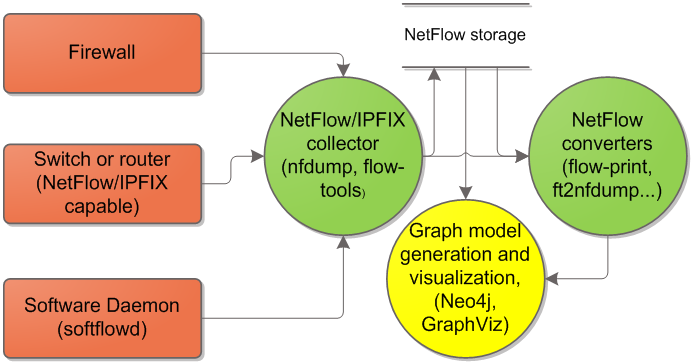 Firewall
NetFlow storage
NetFlow/IPFIX
collector
(nfdump, flow-
tools)
NetFlow
converters
(flow-print,
ft2nfdump...)
Switch or router
(NetFlow/IPFIX
capable)
Graph model
generation and
visualization,
(Neo4j,
GraphViz)
Software Daemon
(softflowd)